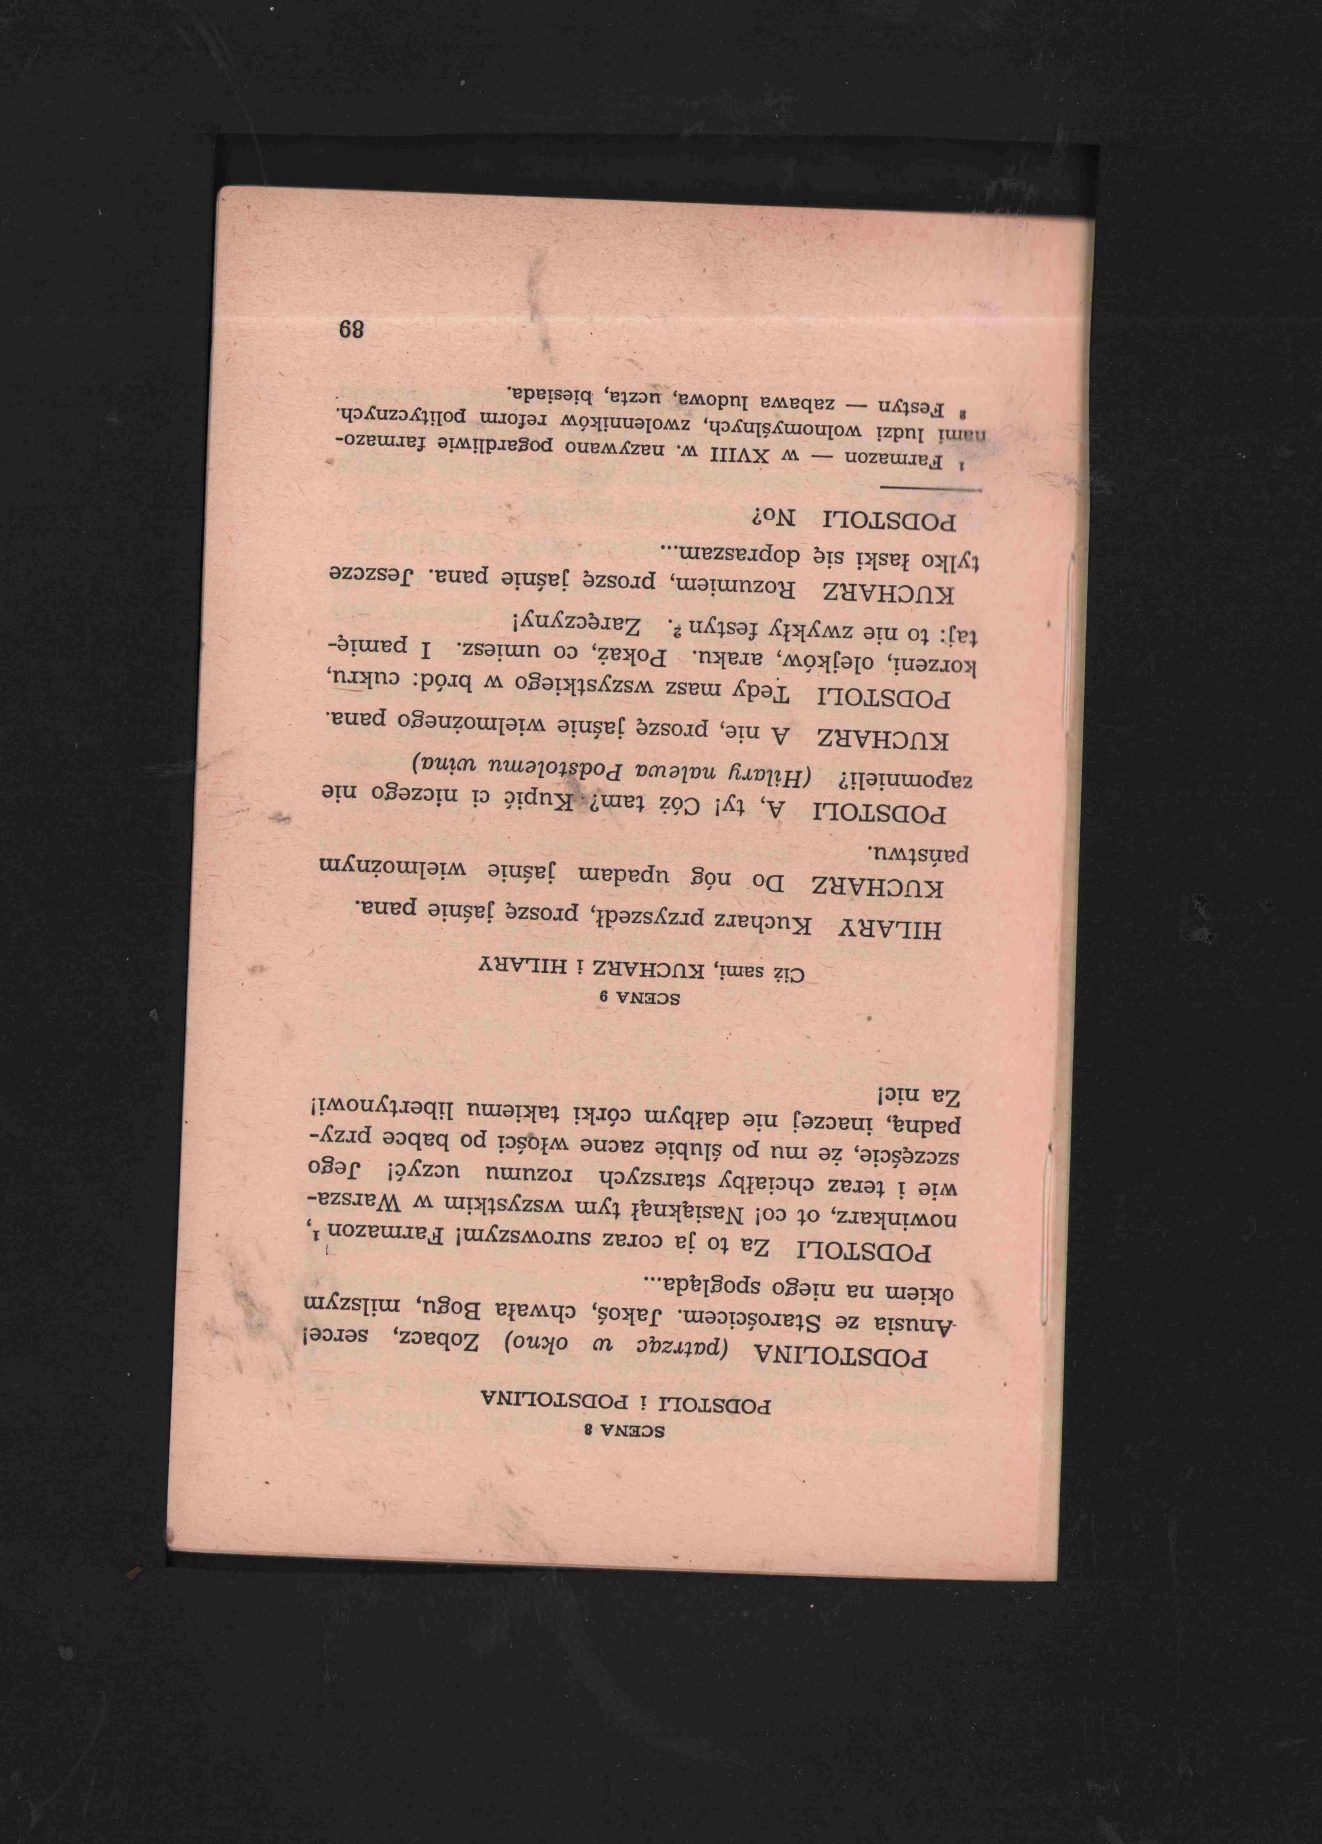 SCENA 8
PODSTOLI i PODSTOLINA
PODSTOLINA (patrząc w okno) Zobacz, serce!
Anusia ze Starościcem. Jakoś, chwała Bogu, milszym
okiem na niego spogląda...
PODSTOLI Za to ja coraz surowszym! Farmazon ¹,
nowinkarz, ot co! Nasiąknął tym wszystkim w Warsza-
wie i teraz chciałby starszych rozumu uczyć! Jego
szczęście, że mu po ślubie zacne włości po babce przy-
padną, inaczej nie dałbym córki takiemu libertynowi!
Za nic!
SCENA 9
Ciż sami, KUCHARZ i HILARY
HILARY Kucharz przyszedł, proszę jaśnie pana.
KUCHARZ Do nóg upadam jaśnie wielmożnym
państwu.
PODSTOLI A, ty! Cóż tam? Kupić ci niczego nie
zapomnieli? (Hilary nalewa Podstolemu wina)
KUCHARZ A nie, proszę jaśnie wielmożnego pana.
PODSTOLI Tedy masz wszystkiego w bród: cukru,
korzeni, olejków, araku. Pokaż, co umiesz. I pamię-
taj: to nie zwykły festyn ². Zaręczyny!
KUCHARZ Rozumiem, proszę jaśnie pana. Jeszcze
tylko łaski się dopraszam...
PODSTOLI No?
¹ Farmazon — w XVIII w. nazywano pogardliwie farmazo-
nami ludzi wolnomyślnych, zwolenników reform politycznych.
² Festyn — zabawa ludowa, uczta, biesiada.
89